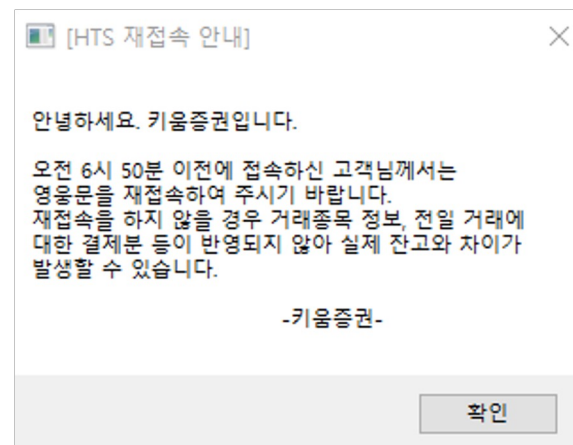 [HTS 재접속 안내]
안녕하세요. 키움증권입니다.
오전 6시 50분 이전에 접속하신 고객님께서는
영웅문을 재접속하여 주시기 바랍니다.
재접속을 하지 않을 경우 거래종목 정보, 전일 거래에
대한 결제분 등이 반영되지 않아 실제 잔고와 차이가
발생할 수 있습니다.
-키움증권-
확인